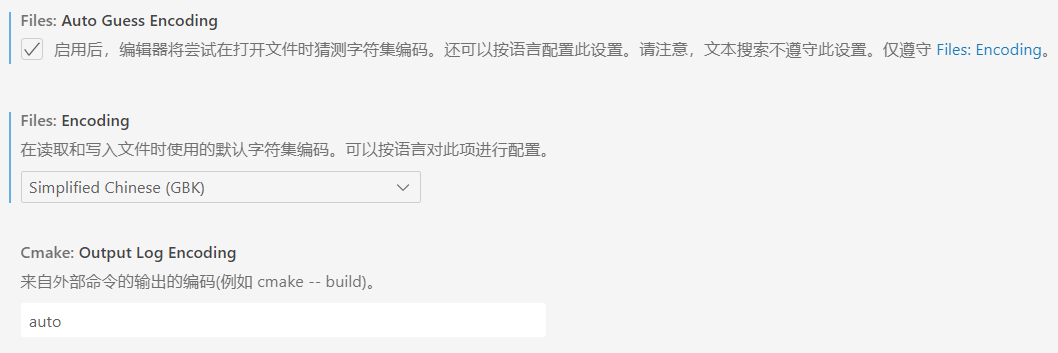 Files: Auto Guess Encoding
启用后，编辑器将尝试在打开文件时猜测字符集编码。还可以按语言配置此设置。请注意，文本搜索不遵守此设置。仅遵守 Files: Encoding。
Files: Encoding
在读取和写入文件时使用的默认字符集编码。可以按语言对此项进行配置。
Simplified Chinese (GBK)
Cmake: Output Log Encoding
来自外部命令的输出的编码(例如 cmake -- build)。
auto